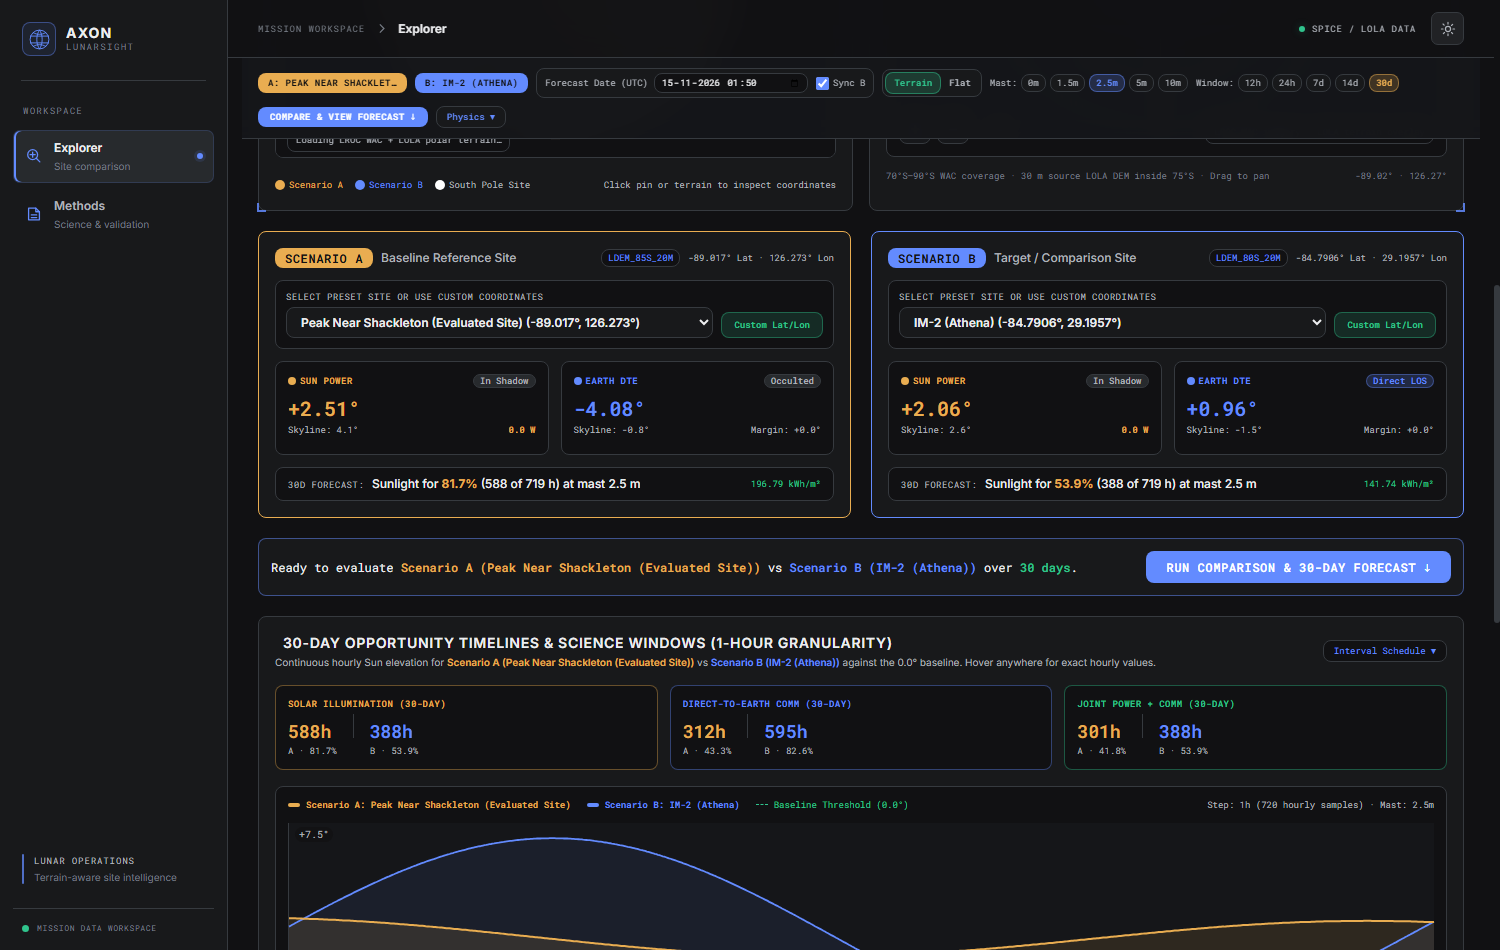 AXON
LUNARSIGHT
WORKSPACE
Explorer
Site comparison
Methods
Science & validation
LUNAR OPERATIONS
Terrain-aware site intelligence
MISSION DATA WORKSPACE
MISSION WORKSPACE > Explorer
SPICE / LOLA DATA
A: PEAK NEAR SHACKLET… B: IM-2 (ATHENA) Forecast Date (UTC) 15-11-2026 01:50 Sync B Terrain Flat Mast: 0m 1.5m 2.5m 5m 10m Window: 12h 24h 7d 14d 30d
COMPARE & VIEW FORECAST ↓ Physics ▾
Loading LROC WAC + LOLA polar terrain…
Scenario A Scenario B South Pole Site Click pin or terrain to inspect coordinates
70°S–90°S WAC coverage · 30 m source LOLA DEM inside 75°S · Drag to pan -89.02° · 126.27°
SCENARIO A Baseline Reference Site LDEM_85S_20M -89.017° Lat · 126.273° Lon
SELECT PRESET SITE OR USE CUSTOM COORDINATES
Peak Near Shackleton (Evaluated Site) (-89.017°, 126.273°) Custom Lat/Lon
SUN POWER In Shadow
+2.51°
Skyline: 4.1° 0.0 W
EARTH DTE Occulted
-4.08°
Skyline: -0.8° Margin: +0.0°
30D FORECAST: Sunlight for 81.7% (588 of 719 h) at mast 2.5 m 196.79 kWh/m²
SCENARIO B Target / Comparison Site LDEM_80S_20M -84.7906° Lat · 29.1957° Lon
SELECT PRESET SITE OR USE CUSTOM COORDINATES
IM-2 (Athena) (-84.7906°, 29.1957°) Custom Lat/Lon
SUN POWER In Shadow
+2.06°
Skyline: 2.6° 0.0 W
EARTH DTE Direct LOS
+0.96°
Skyline: -1.5° Margin: +0.0°
30D FORECAST: Sunlight for 53.9% (388 of 719 h) at mast 2.5 m 141.74 kWh/m²
Ready to evaluate Scenario A (Peak Near Shackleton (Evaluated Site)) vs Scenario B (IM-2 (Athena)) over 30 days.
RUN COMPARISON & 30-DAY FORECAST ↓
30-DAY OPPORTUNITY TIMELINES & SCIENCE WINDOWS (1-HOUR GRANULARITY)
Continuous hourly Sun elevation for Scenario A (Peak Near Shackleton (Evaluated Site)) vs Scenario B (IM-2 (Athena)) against the 0.0° baseline. Hover anywhere for exact hourly values.
Interval Schedule ▾
SOLAR ILLUMINATION (30-DAY)
588h 388h
A · 81.7% B · 53.9%
DIRECT-TO-EARTH COMM (30-DAY)
312h 595h
A · 43.3% B · 82.6%
JOINT POWER + COMM (30-DAY)
301h 388h
A · 41.8% B · 53.9%
Scenario A: Peak Near Shackleton (Evaluated Site) Scenario B: IM-2 (Athena) --- Baseline Threshold (0.0°) Step: 1h (720 hourly samples) · Mast: 2.5m
+7.5°